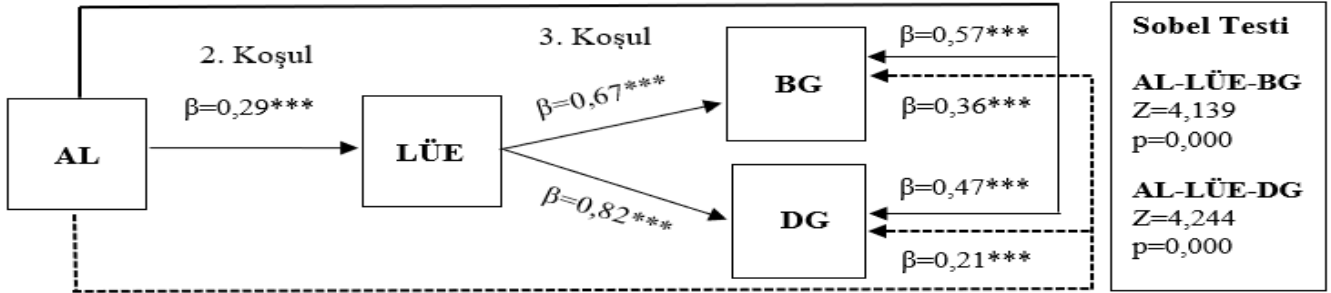 2. Koşul
3. Koşul
AL
β=0,29***
LÜE
β=0,67***
β=0,82***
BG
DG
β=0,57***
β=0,36***
β=0,47***
β=0,21***
Sobel Testi
AL-LÜE-BG
Z=4,139
p=0,000
AL-LÜE-DG
Z=4,244
p=0,000